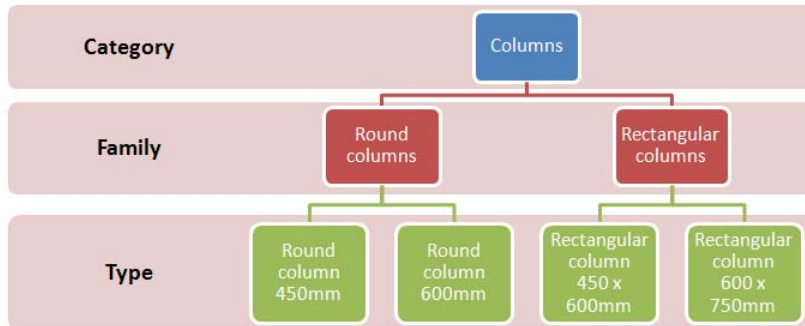 Category
Columns
Family
Round
columns
Rectangular
columns
Type
Round
column
450mm
Round
column
600mm
Rectangular
column
450 x
600mm
Rectangular
column
600 x
750mm